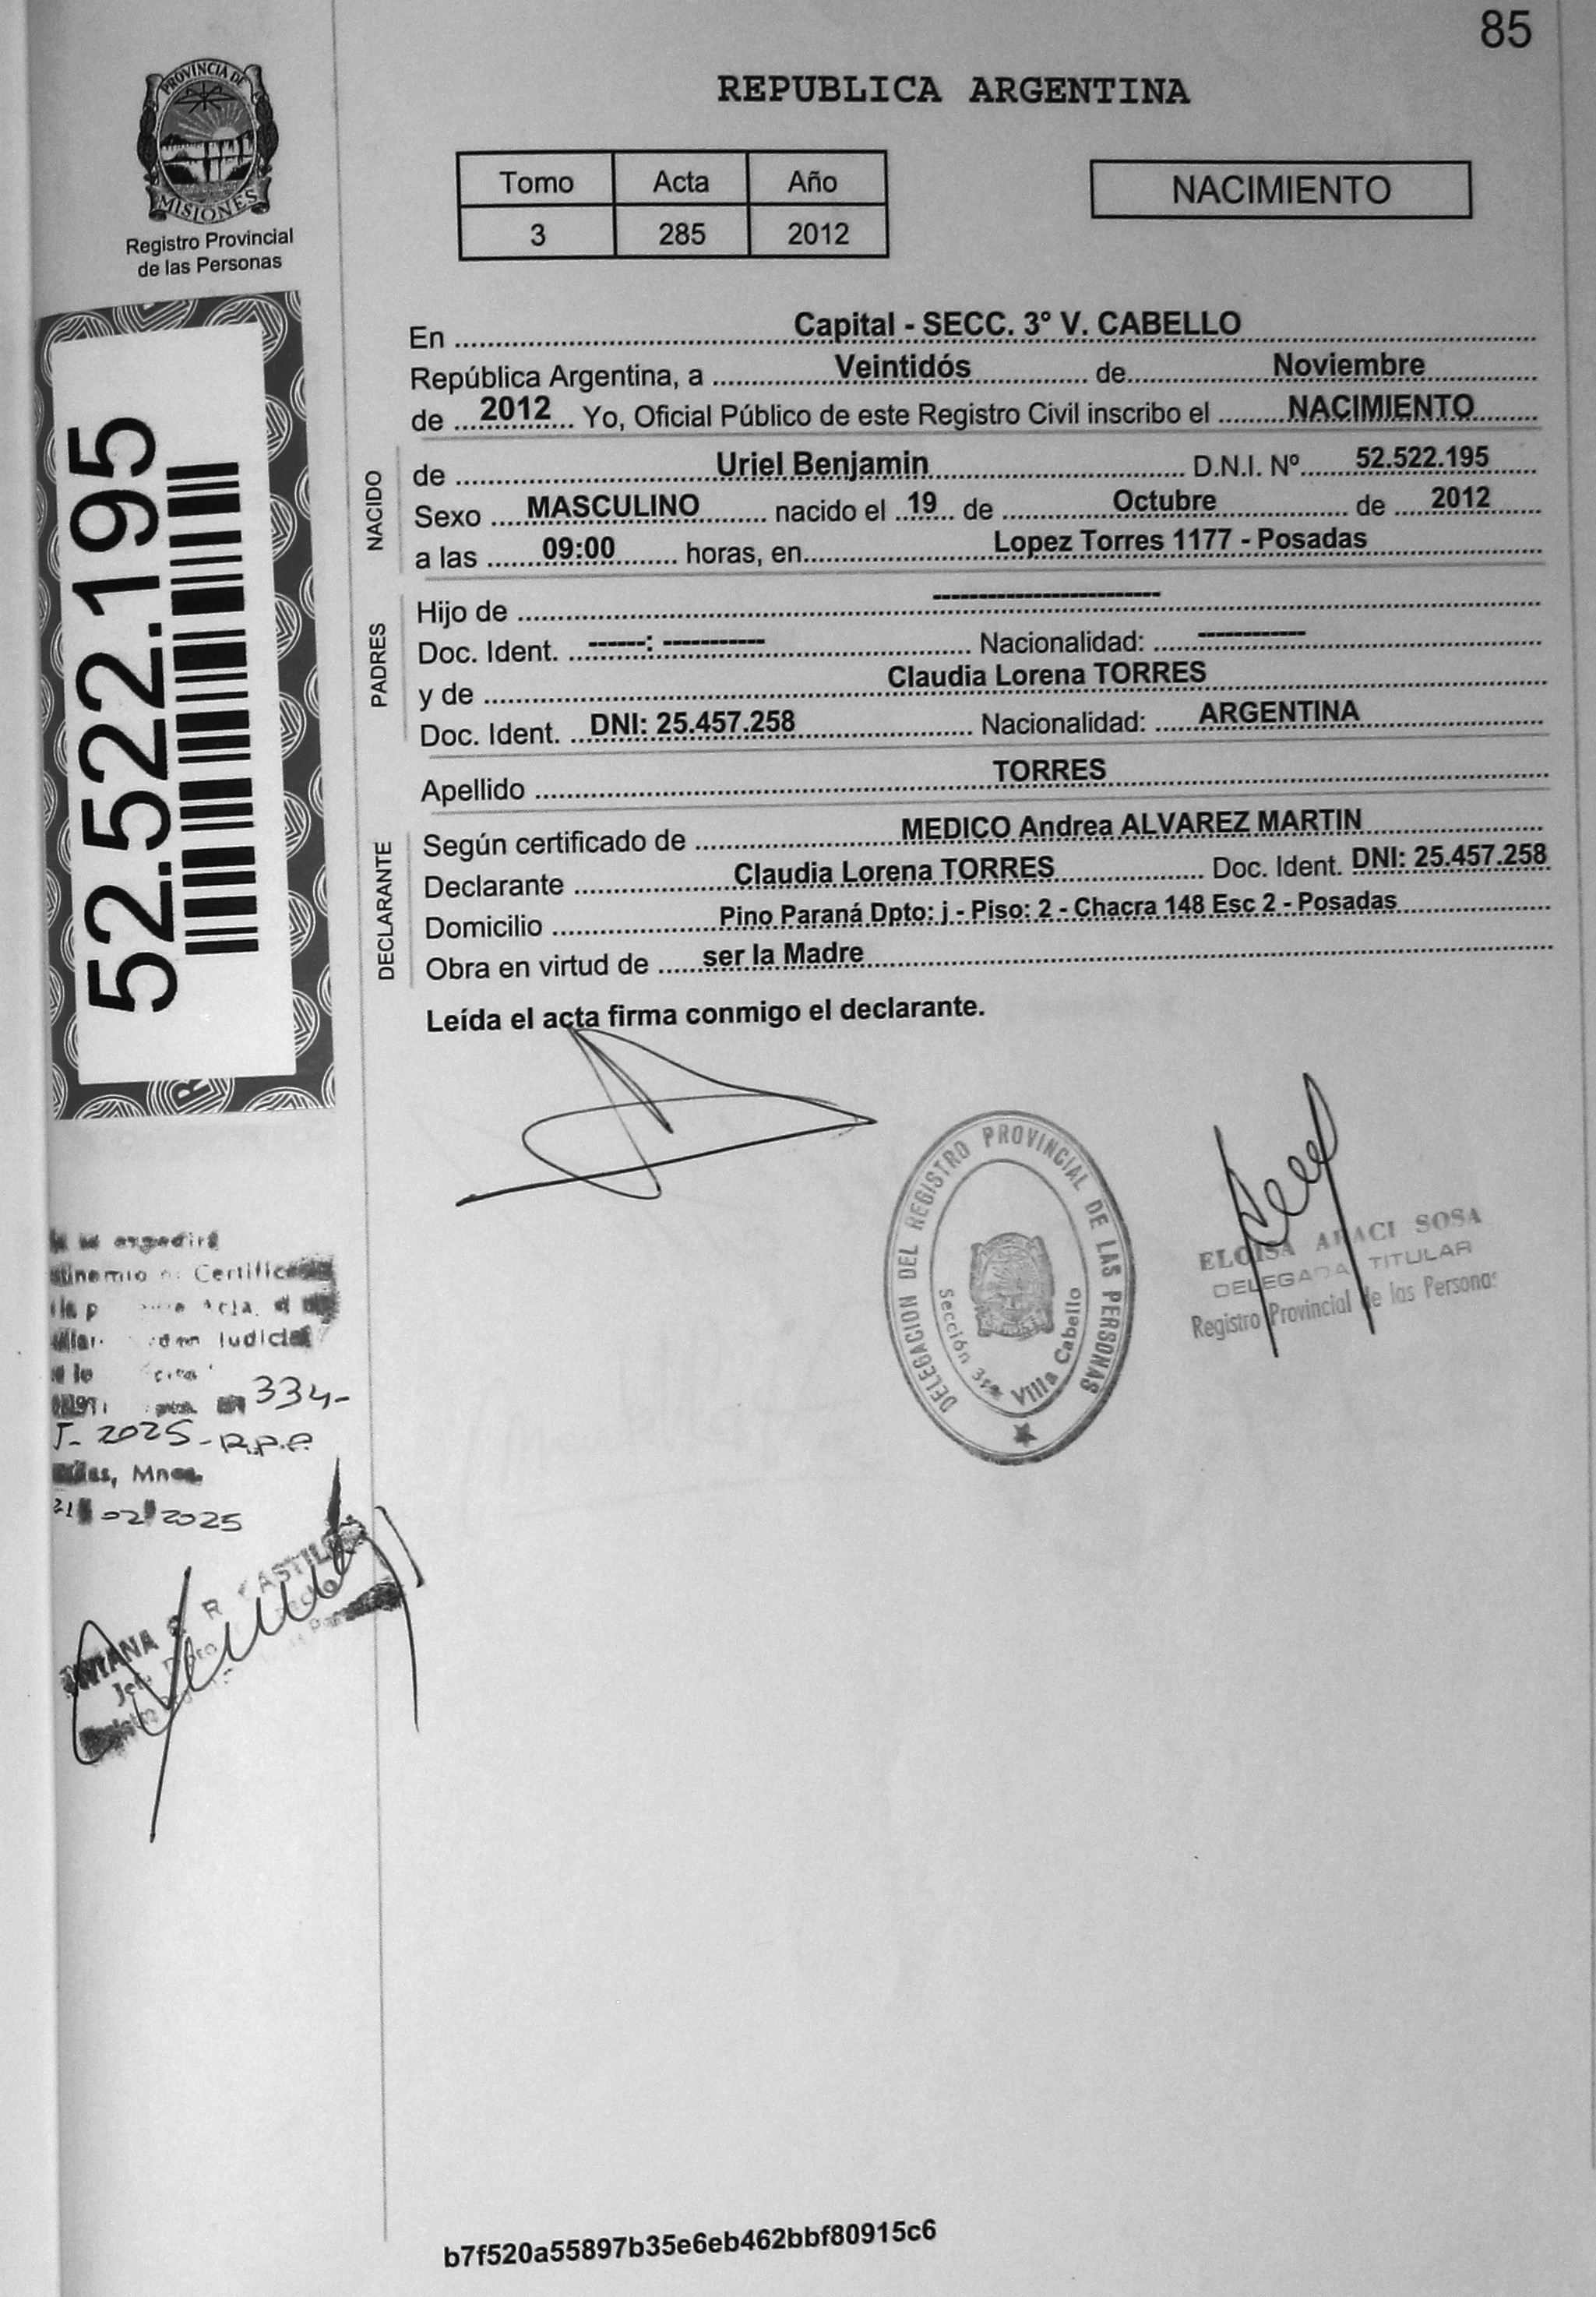 85
PROVINCIA DE
MISIONES
Registro Provincial
de las Personas
REPUBLICA ARGENTINA
Tomo Acta Año
3 285 2012
NACIMIENTO
52.522.195
En Capital - SECC. 3º V. CABELLO
República Argentina, a Veintidós de Noviembre
de 2012 Yo, Oficial Público de este Registro Civil inscribo el NACIMIENTO
NACIDO
de Uriel Benjamin D.N.I. Nº 52.522.195
Sexo MASCULINO nacido el 19 de Octubre de 2012
a las 09:00 horas, en Lopez Torres 1177 - Posadas
PADRES
Hijo de -------------------------
Doc. Ident. ------: ----------- Nacionalidad: ------------
y de Claudia Lorena TORRES
Doc. Ident. DNI: 25.457.258 Nacionalidad: ARGENTINA
Apellido TORRES
DECLARANTE
Según certificado de MEDICO Andrea ALVAREZ MARTIN
Declarante Claudia Lorena TORRES Doc. Ident. DNI: 25.457.258
Domicilio Pino Paraná Dpto: j - Piso: 2 - Chacra 148 Esc 2 - Posadas
Obra en virtud de ser la Madre
Leída el acta firma conmigo el declarante.
DELEGACION DEL REGISTRO PROVINCIAL DE LAS PERSONAS
Sección 3ra Villa Cabello
ELOISA ARACI SOSA
DELEGADA TITULAR
Registro Provincial de las Personas
expedirá
Judicial
334-
2025 - R.P.P.
Mnes.
21 02 2025
b7f520a55897b35e6eb462bbf80915c6